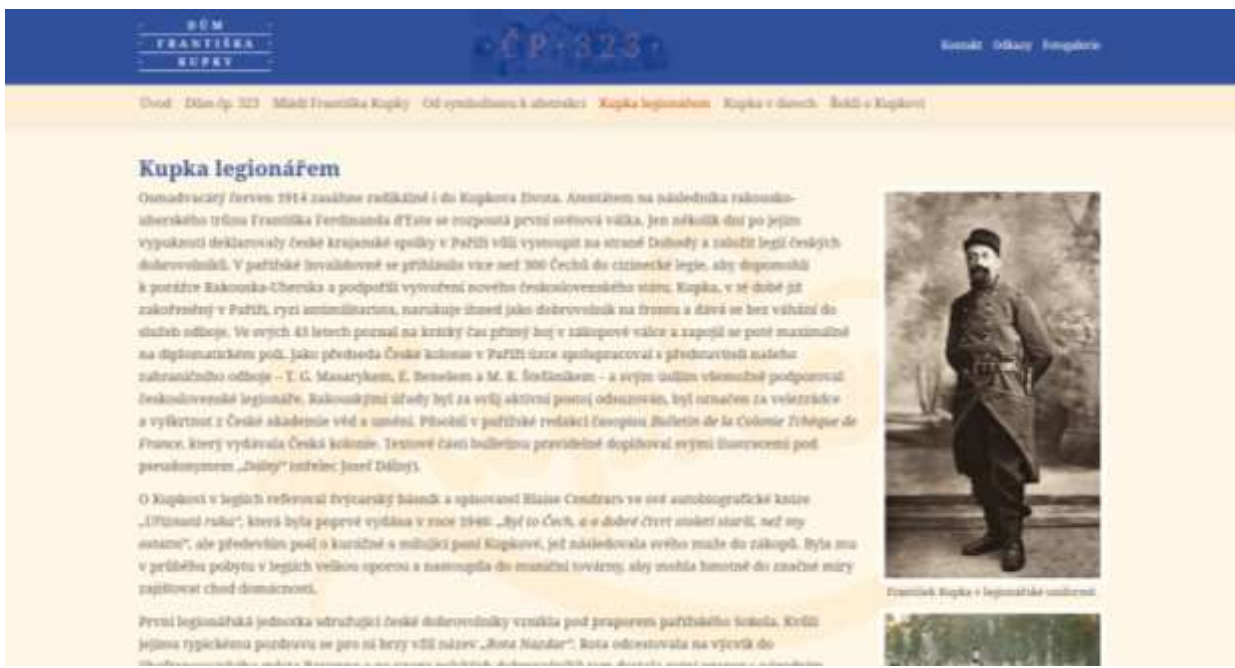 DŮM
FRANTIŠKA
KUPKY
ČP. 323
Kontakt Odkazy Fotogalerie
Úvod Dům čp. 323 Mládí Františka Kupky Od symbolismu k abstrakci Kupka legionářem Kupka v datech Řekli o Kupkovi
Kupka legionářem
Osmadvacátý červen 1914 zasáhne radikálně i do Kupkova života. Atentátem na následníka rakousko-
uherského trůnu Františka Ferdinanda d'Este se rozpoutá první světová válka. Jen několik dní po jejím
vypuknutí deklarovaly české krajanské spolky v Paříži vůli vystoupit na straně Dohody a založit legii českých
dobrovolníků. V pařížské Invalidovně se přihlásilo více než 300 Čechů do cizinecké legie, aby dopomohli
k porážce Rakouska-Uherska a podpořili vytvoření nového československého státu. Kupka, v té době již
zakořeněný v Paříži, ryzí antimilitarista, narukuje ihned jako dobrovolník na frontu a dává se bez váhání do
služeb odboje. Ve svých 43 letech poznal na krátký čas přímý boj v zákopové válce a zapojil se poté maximálně
na diplomatickém poli. Jako předseda České kolonie v Paříži úzce spolupracoval s představiteli našeho
zahraničního odboje – T. G. Masarykem, E. Benešem a M. R. Štefánikem – a svým úsilím všemožně podporoval
československé legionáře. Rakouskými úřady byl za svůj aktivní postoj odsuzován, byl označen za velezrádce
a vyškrtnut z České akademie věd a umění. Působil v pařížské redakci časopisu Bulletin de la Colonie Tchèque de
France, který vydávala Česká kolonie. Textové části bulletinu pravidelně doplňoval svými ilustracemi pod
pseudonymem „Dálný“ (střelec Josef Dálný).
O Kupkovi v legiích referoval švýcarský básník a spisovatel Blaise Cendrars ve své autobiografické knize
„Uříznutá ruka“, která byla poprvé vydána v roce 1946: „Byl to Čech, a o dobré čtvrt století starší, než my
ostatní“, ale především psal o kurážné a milující paní Kupkové, jež následovala svého muže do zákopů. Byla mu
v průběhu pobytu v legiích velkou oporou a nastoupila do muniční továrny, aby mohla hmotně do značné míry
zajišťovat chod domácnosti.
František Kupka v legionářské uniformě
První legionářská jednotka sdružující české dobrovolníky vznikla pod praporem pařížského Sokola. Kvůli
jejímu typickému pozdravu se pro ni brzy vžil název „Rota Nazdar“. Rota odcestovala na výcvik do